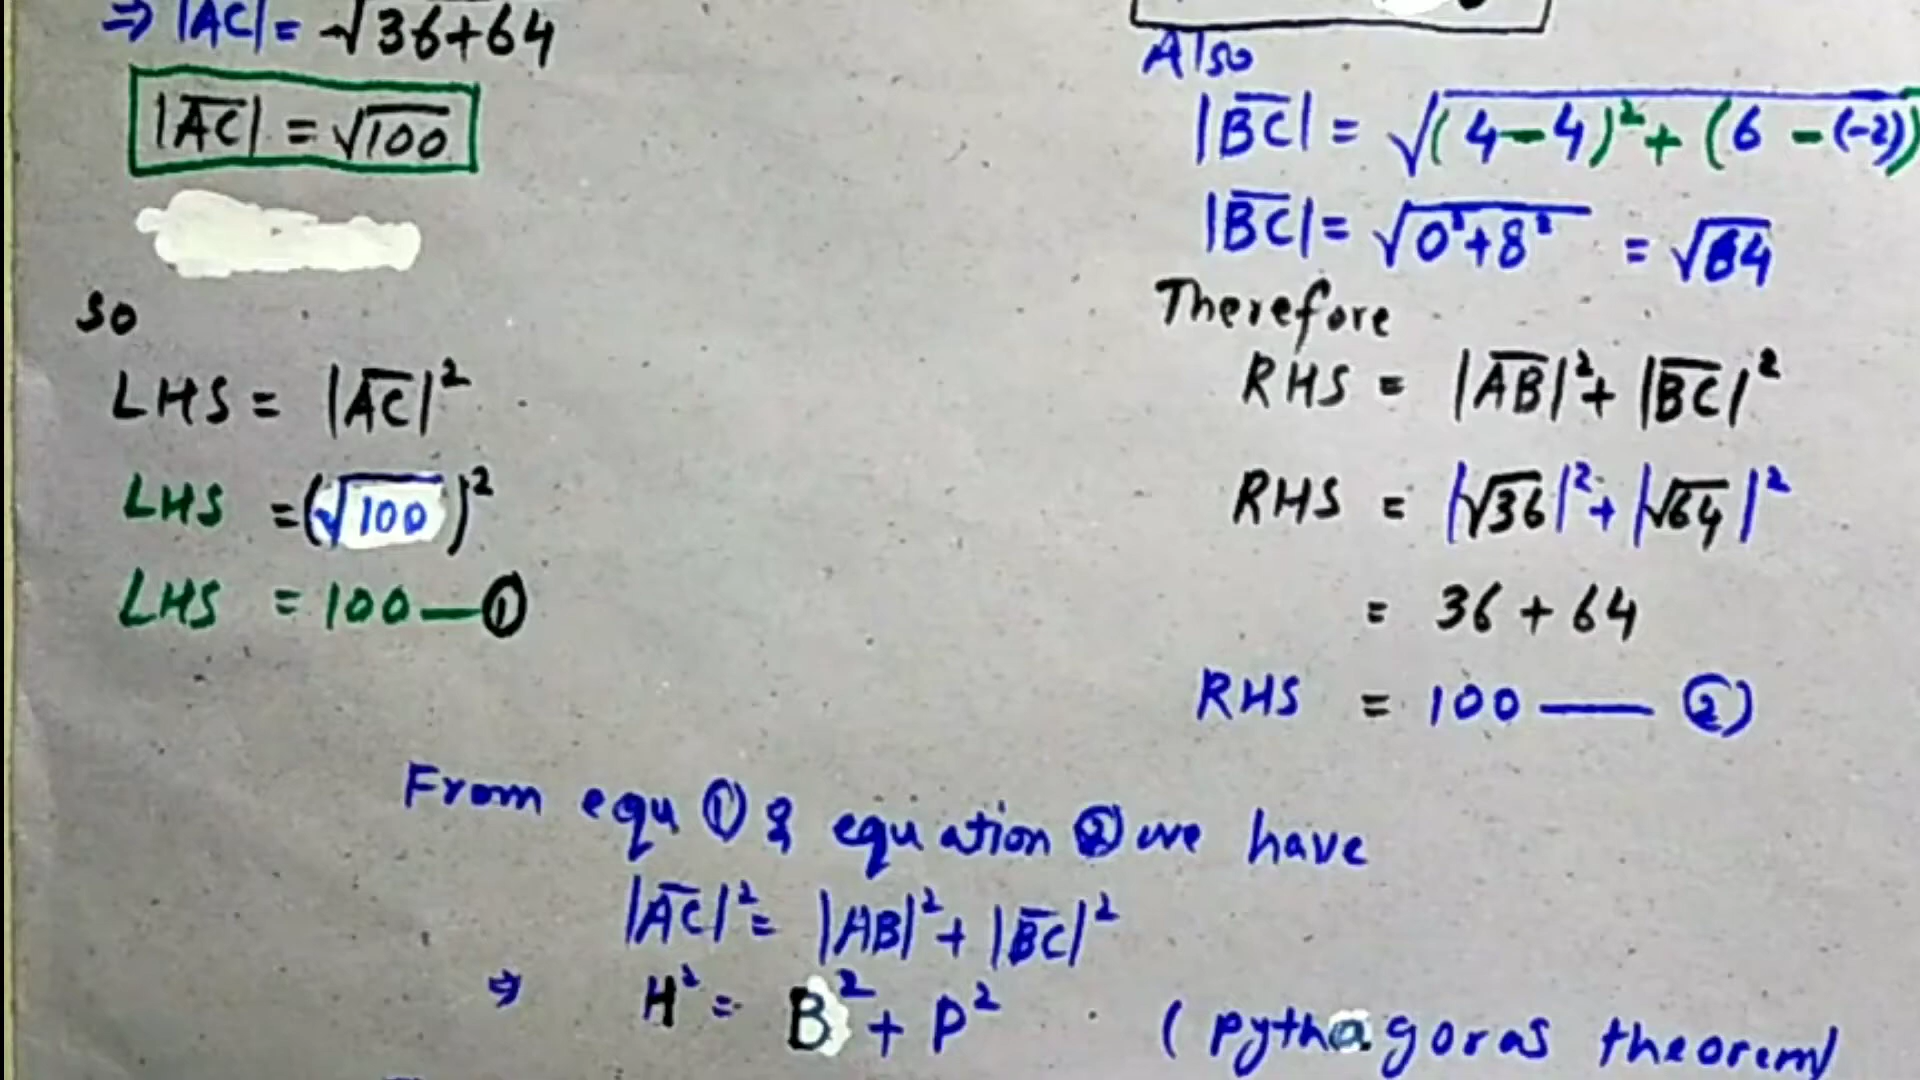 ⇒ |AC| = √36+64
|AC| = √100
so
LHS = |AC|²
LHS = (√100)²
LHS = 100 — ①
Also
|BC| = √(4-4)² + (6-(-2))
|BC| = √0²+8² = √64
Therefore
RHS = |AB|² + |BC|²
RHS = |√36|² + |√64|²
= 36 + 64
RHS = 100 — ②
From equ ① & equation ② we have
|AC|² = |AB|² + |BC|²
⇒ H² = B² + P² (pythagoras theorem)